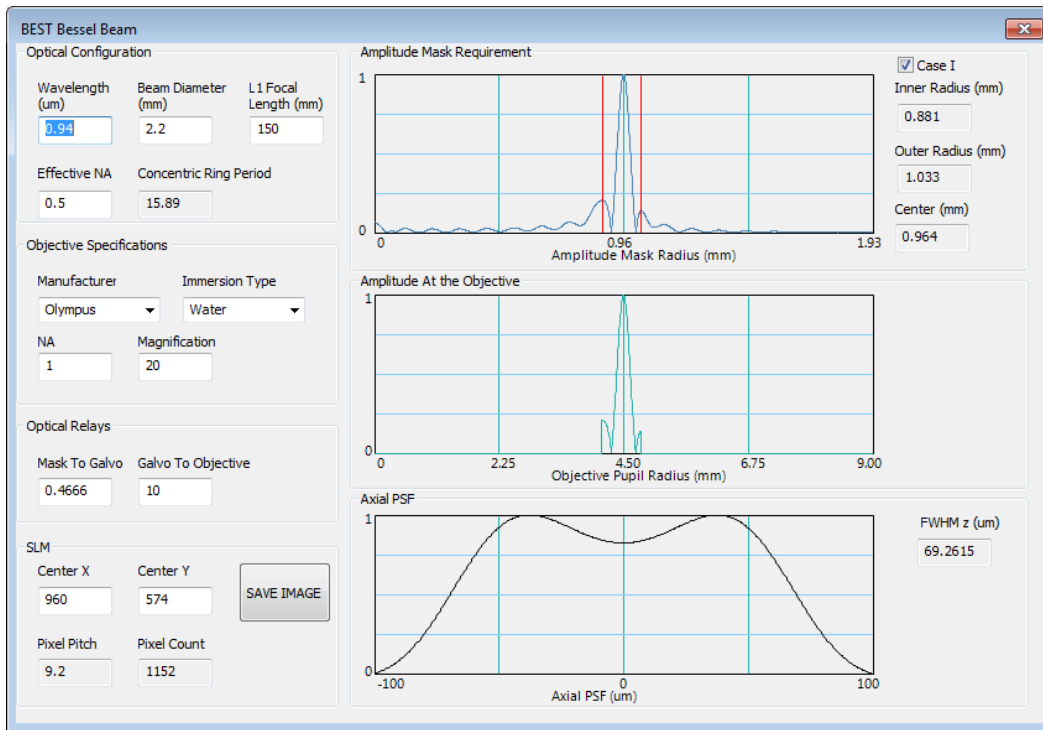 BEST Bessel Beam
Optical Configuration
Wavelength (um)
0.94
Beam Diameter (mm)
2.2
L1 Focal Length (mm)
150
Effective NA
0.5
Concentric Ring Period
15.89
Objective Specifications
Manufacturer
Olympus
Immersion Type
Water
NA
1
Magnification
20
Optical Relays
Mask To Galvo
0.4666
Galvo To Objective
10
SLM
Center X
960
Center Y
574
SAVE IMAGE
Pixel Pitch
9.2
Pixel Count
1152
Amplitude Mask Requirement
1
0
0
0.96
1.93
Amplitude Mask Radius (mm)
Case I
Inner Radius (mm)
0.881
Outer Radius (mm)
1.033
Center (mm)
0.964
Amplitude At the Objective
1
0
0
2.25
4.50
6.75
9.00
Objective Pupil Radius (mm)
Axial PSF
1
0
-100
0
100
Axial PSF (um)
FWHM z (um)
69.2615